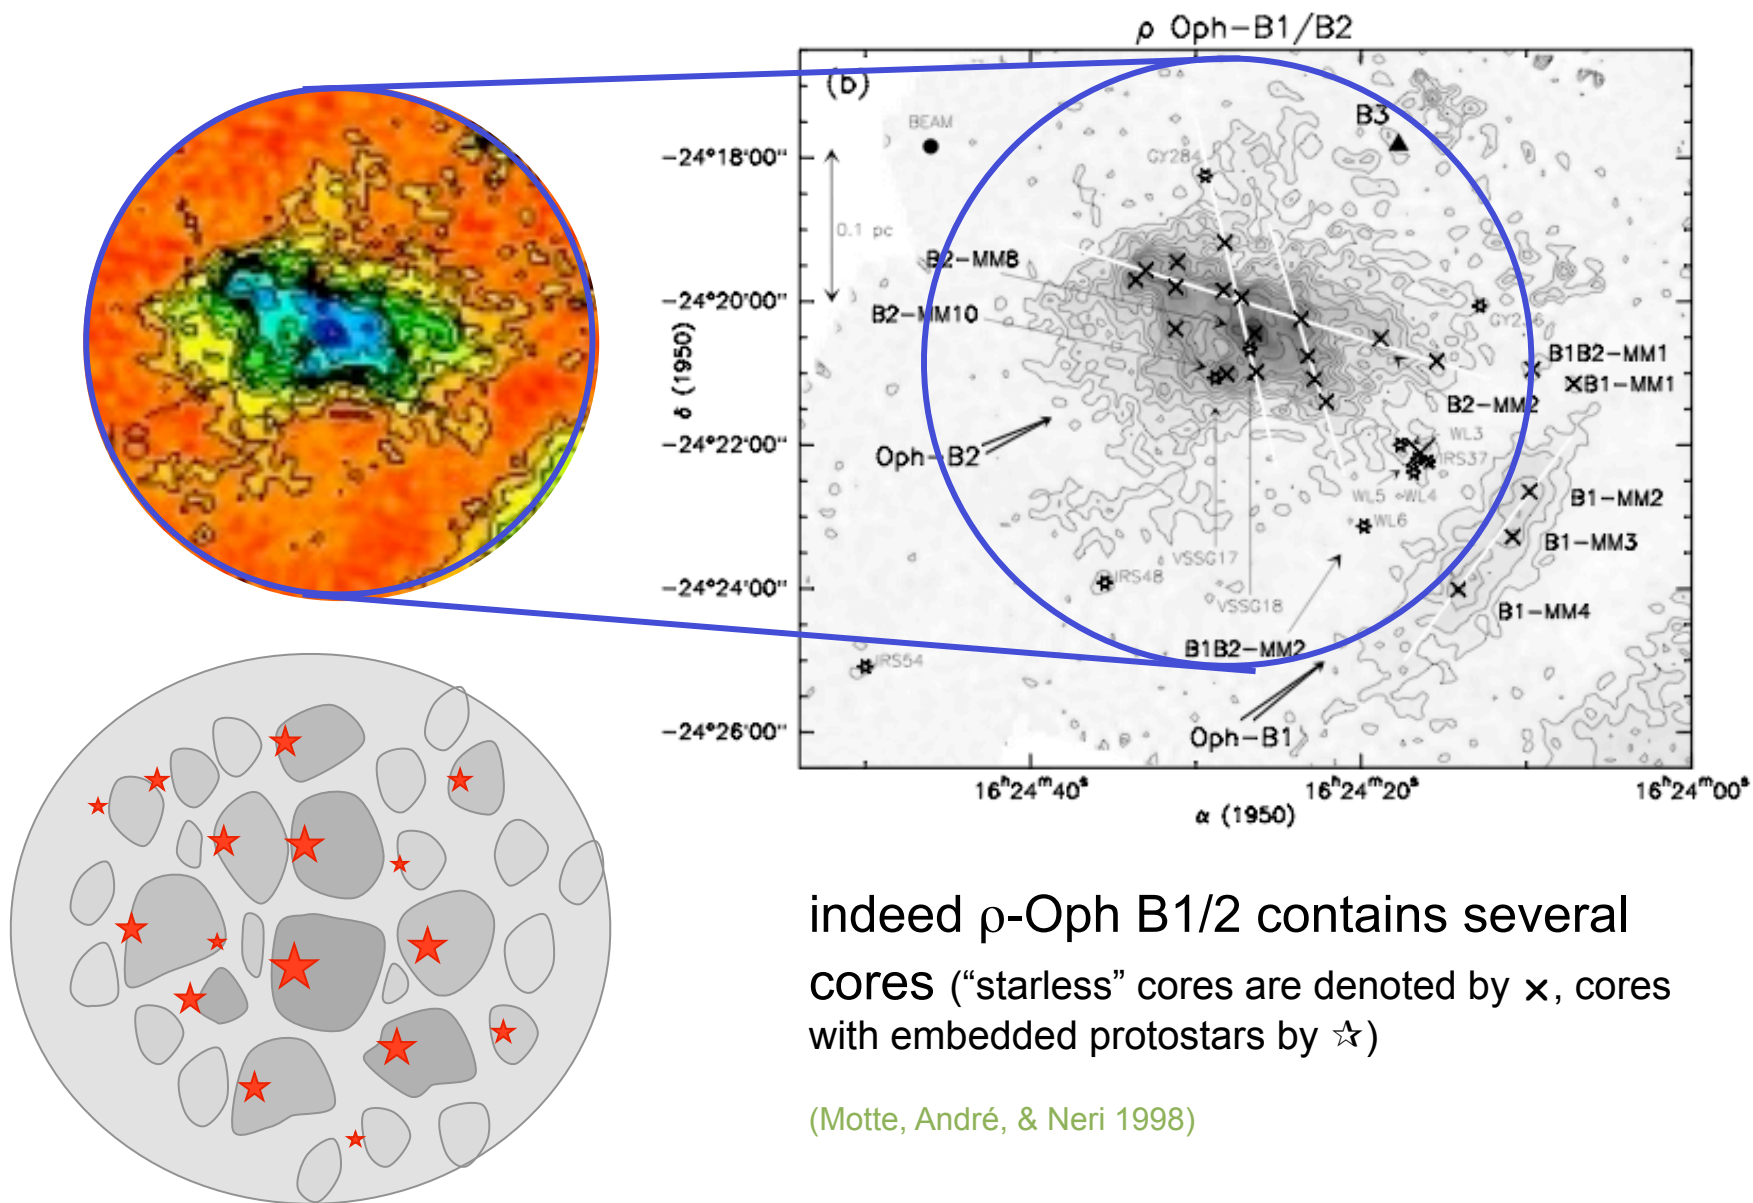 ρ Oph−B1/B2
(b)
BEAM
B3
−24°18'00"
GY284
0.1 pc
B2−MM8
−24°20'00"
B2−MM10
B1B2−MM1
B1−MM1
δ (1950)
B2−MM2
−24°22'00"
WL3
Oph−B2
IRS37
WL5
WL4
B1−MM2
WL6
B1−MM3
VSSG17
IRS48
−24°24'00"
VSSG18
B1−MM4
B1B2−MM2
IRS54
−24°26'00"
Oph−B1
16ʰ24ᵐ40ˢ
16ʰ24ᵐ20ˢ
16ʰ24ᵐ00ˢ
α (1950)
indeed ρ-Oph B1/2 contains several
cores (“starless” cores are denoted by ×, cores
with embedded protostars by ☆)
(Motte, André, & Neri 1998)